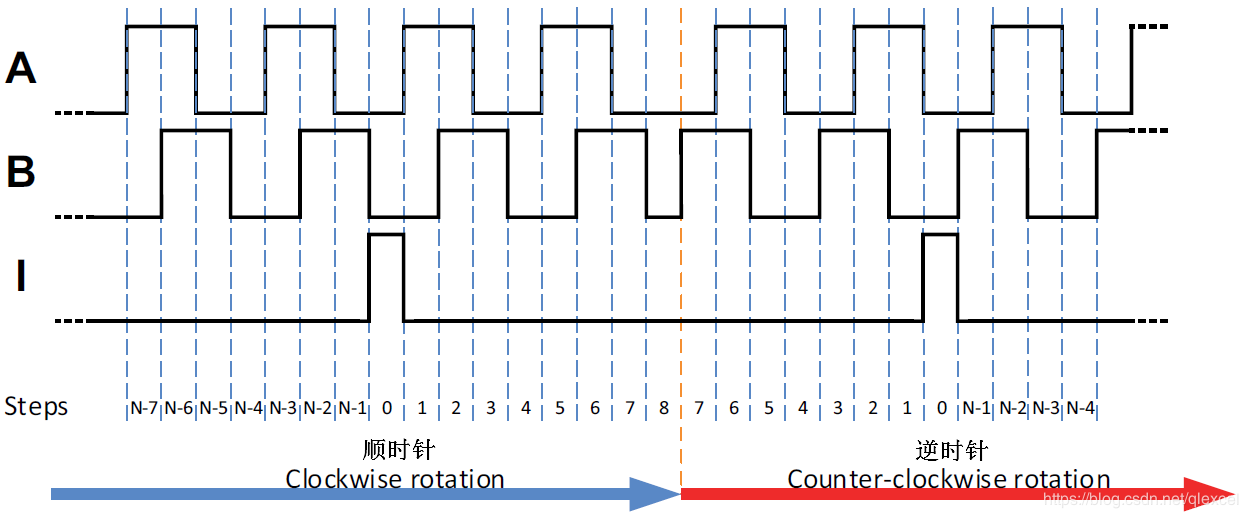 A
B
I
Steps N-7 N-6 N-5 N-4 N-3 N-2 N-1 0 1 2 3 4 5 6 7 8 7 6 5 4 3 2 1 0 N-1 N-2 N-3 N-4
顺时针 逆时针
Clockwise rotation Counter-clockwise rotation
https://blog.csdn.net/qlexcel